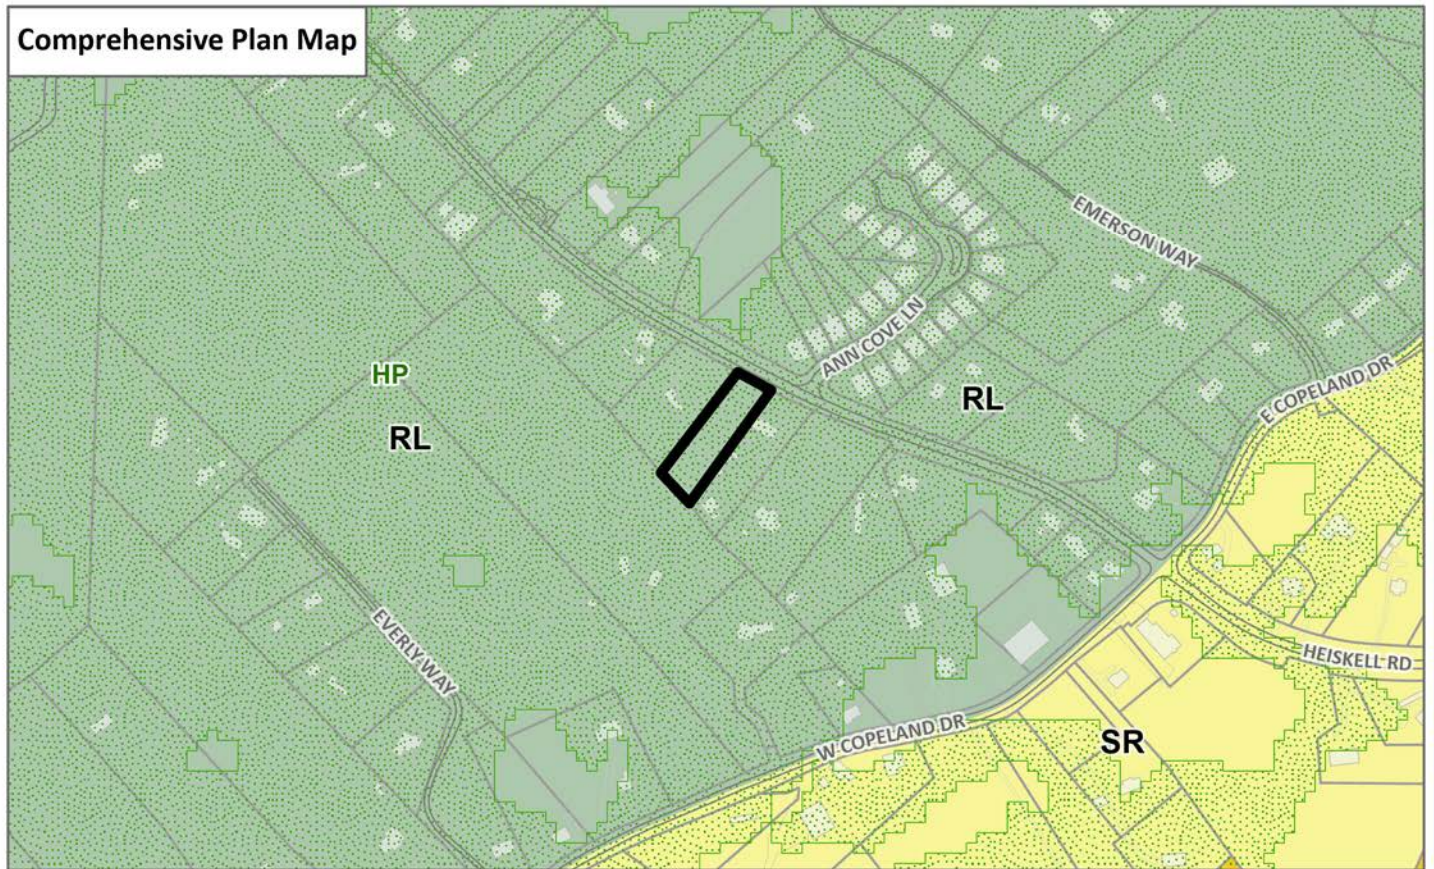 Comprehensive Plan Map
EMERSON WAY
ANN COVE LN
E COPELAND DR
HP
RL
RL
EVERLY WAY
HEISKELL RD
W COPELAND DR
SR